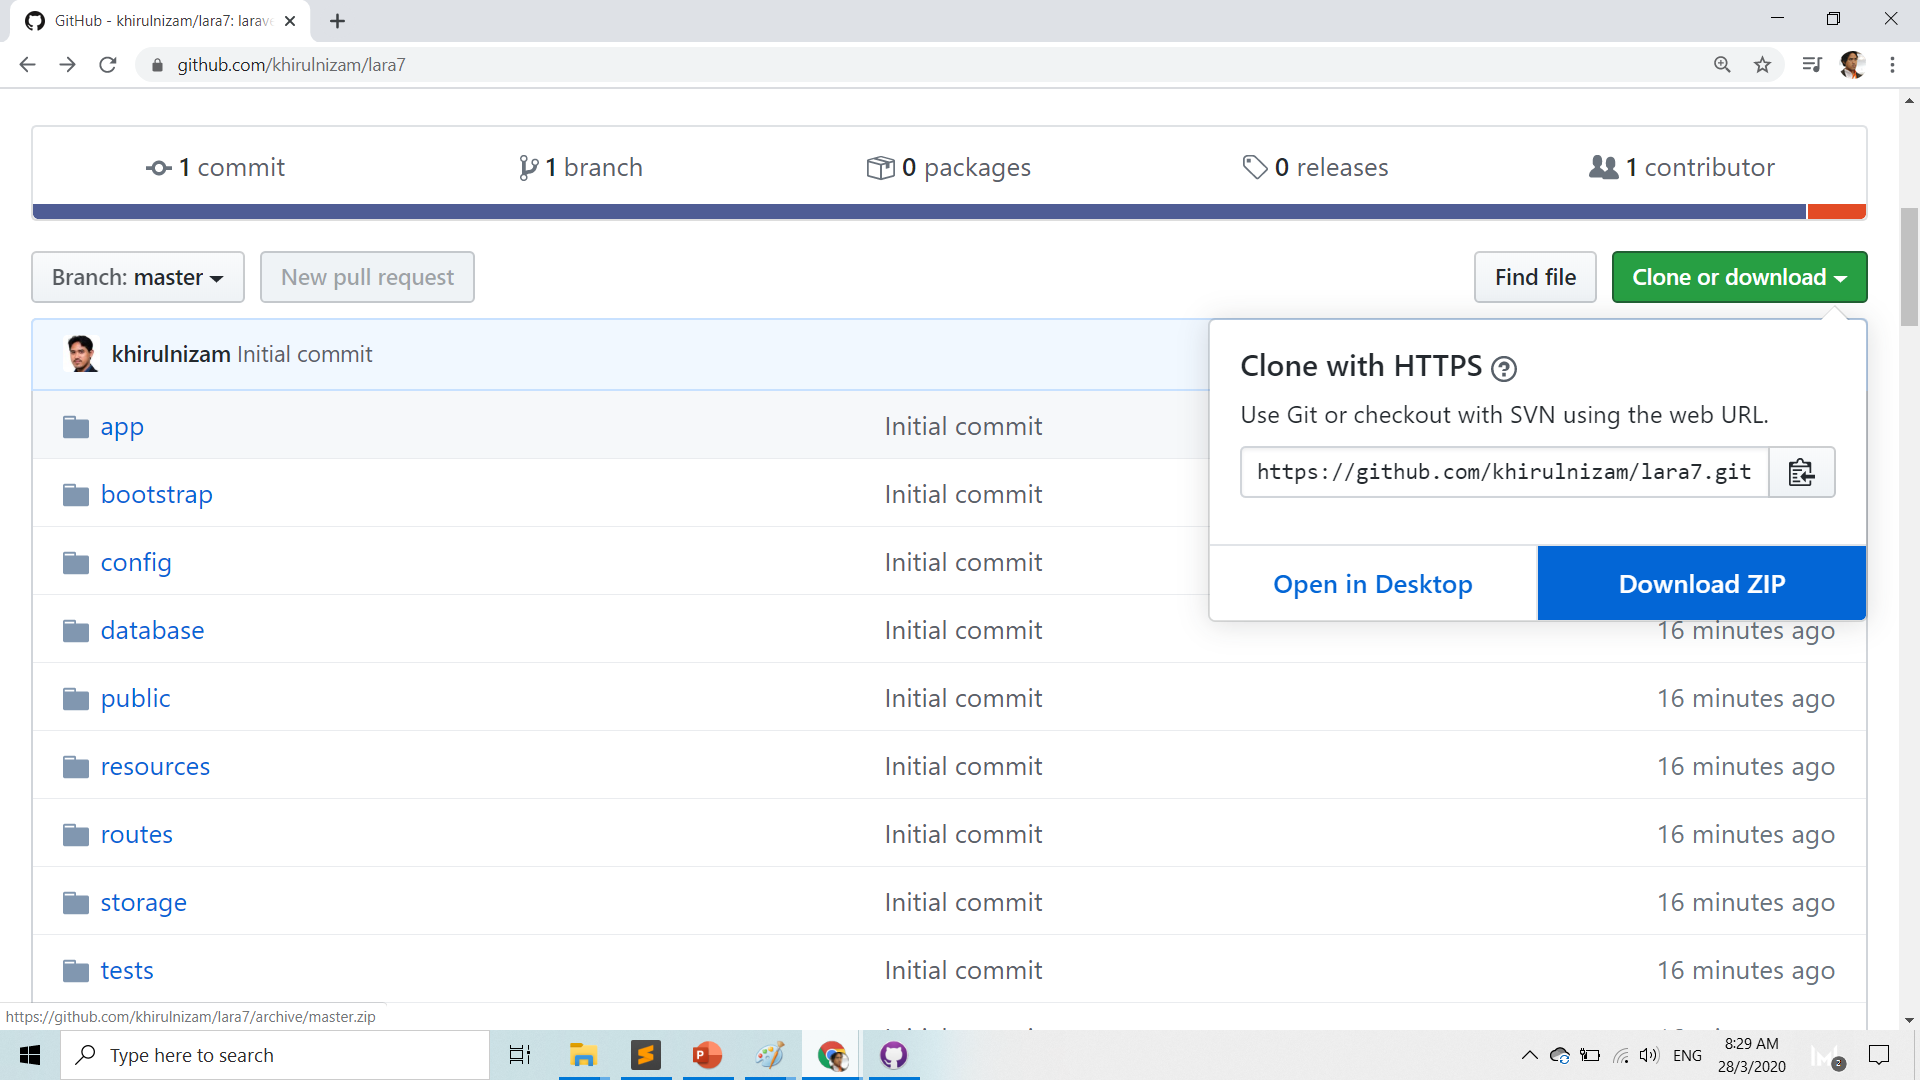 GitHub - khirulnizam/lara7: larave
github.com/khirulnizam/lara7
1 commit
1 branch
0 packages
0 releases
1 contributor
Branch: master
New pull request
Find file
Clone or download
khirulnizam Initial commit
Clone with HTTPS
Use Git or checkout with SVN using the web URL.
https://github.com/khirulnizam/lara7.git
Open in Desktop
Download ZIP
app Initial commit
bootstrap Initial commit
config Initial commit
database Initial commit 16 minutes ago
public Initial commit 16 minutes ago
resources Initial commit 16 minutes ago
routes Initial commit 16 minutes ago
storage Initial commit 16 minutes ago
tests Initial commit 16 minutes ago
https://github.com/khirulnizam/lara7/archive/master.zip
Type here to search
ENG
8:29 AM
28/3/2020
2